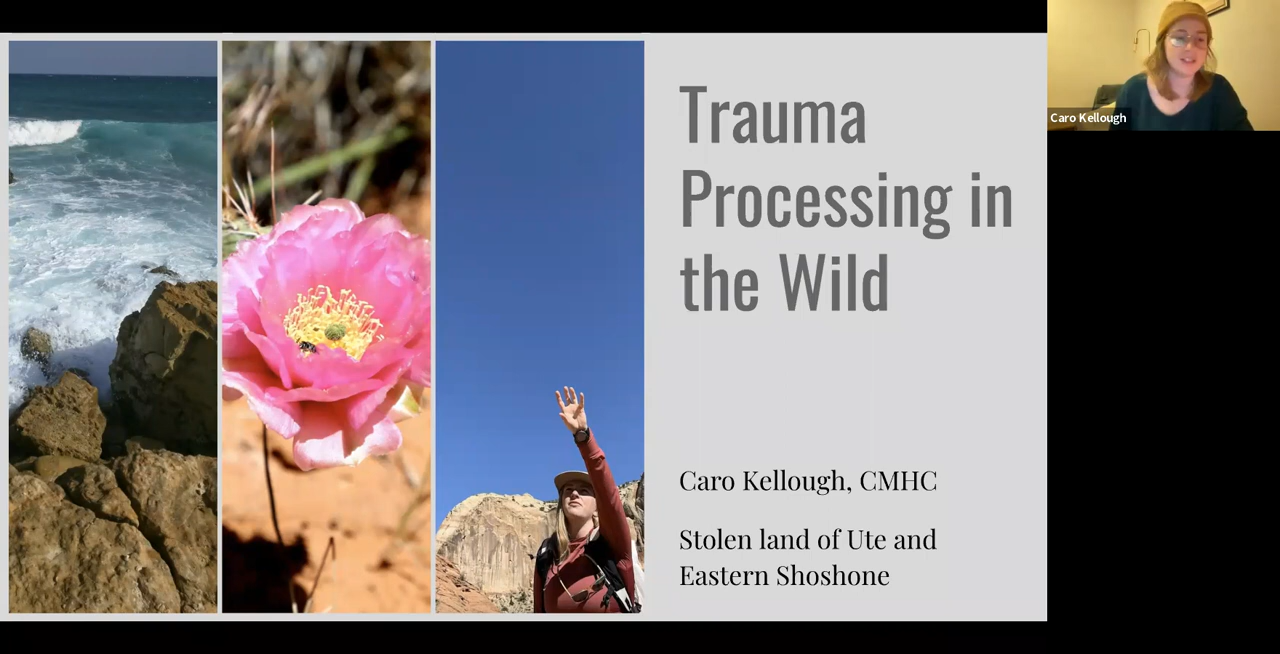 Trauma
Processing in
the Wild
Caro Kellough, CMHC
Stolen land of Ute and
Eastern Shoshone
Caro Kellough